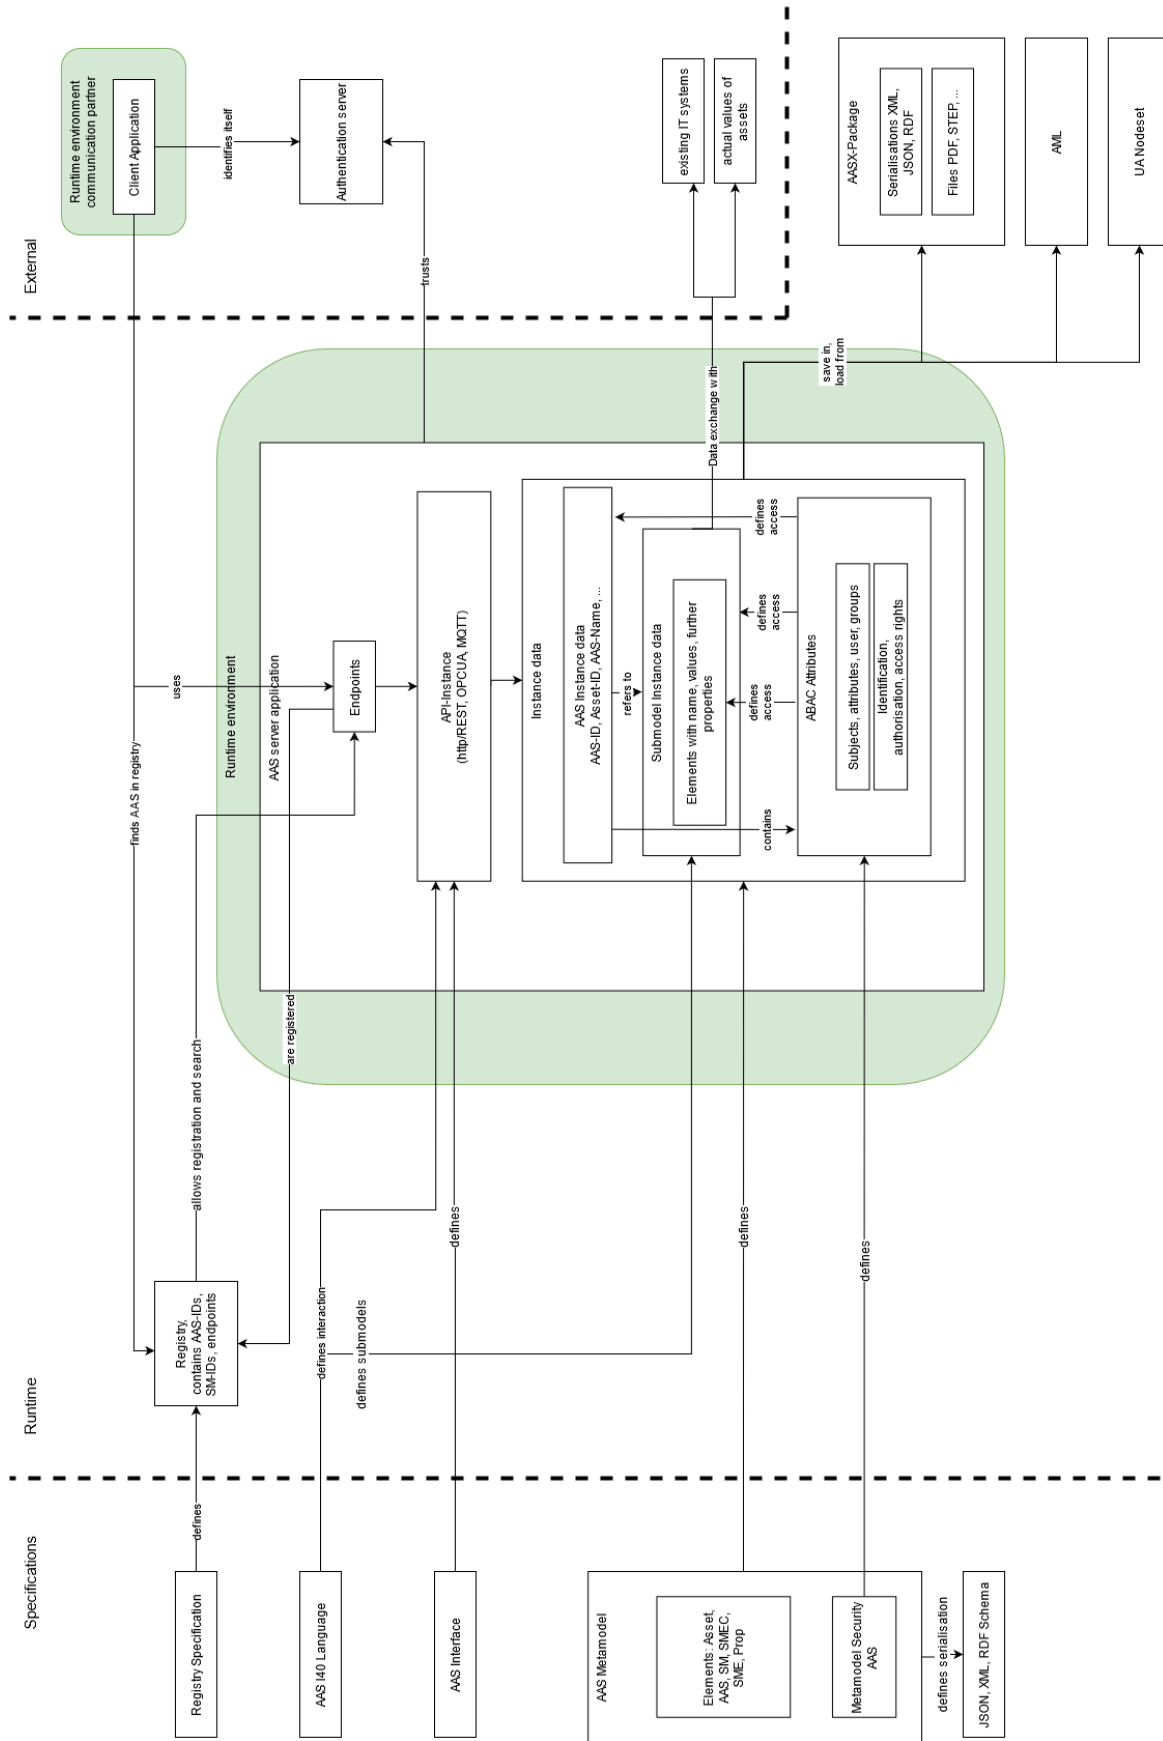 Specifications
Registry Specification
AAS I40 Language
AAS Interface
AAS Metamodel
Elements: Asset,
AAS, SM, SMEC,
SME, Prop
Metamodel Security
AAS
defines serialisation
JSON, XML, RDF Schema
defines
Runtime
Registry,
contains AAS-IDs,
SM-IDs, endpoints
defines interaction
defines submodels
defines
defines
defines
allows registration and search
are registered
finds AAS in registry
uses
Runtime environment
AAS server application
Endpoints
API-Instance
(http/REST, OPCUA, MQTT)
Instance data
AAS Instance data
AAS-ID, Asset-ID, AAS-Name, ...
refers to
contains
Submodel Instance data
Elements with name, values, further
properties
defines
access
defines
access
defines
access
ABAC Attributes
Subjects, attributes, user, groups
Identification,
authorisation, access rights
External
Runtime environment
communication partner
Client Application
identifies itself
Authentication server
trusts
Data exchange with
existing IT systems
actual values of
assets
save in,
load from
AASX-Package
Serialisations XML,
JSON, RDF
Files PDF, STEP, ...
AML
UA Nodeset